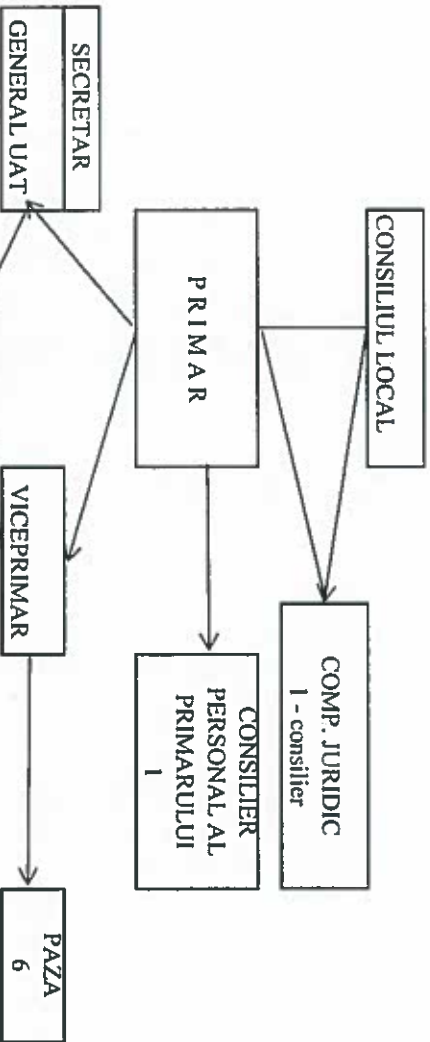 CONSILIUL LOCAL
COMP. JURIDIC
1 - consilier
PRIMAR
CONSILIER
PERSONAL AL
PRIMARULUI
1
SECRETAR
GENERAL UAT
VICEPRIMAR
PAZA
6